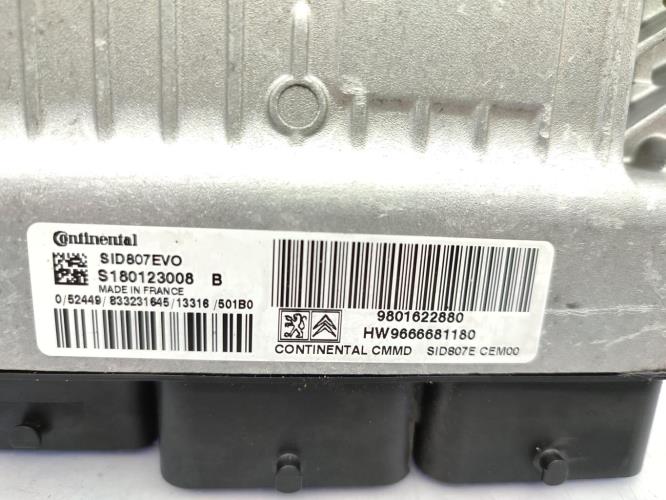 Continental
SID807EVO
S180123008 B
MADE IN FRANCE
0/52449/833231645/13316/501B0
9801622880
HW9666681180
CONTINENTAL CMMD SID807E CEM00